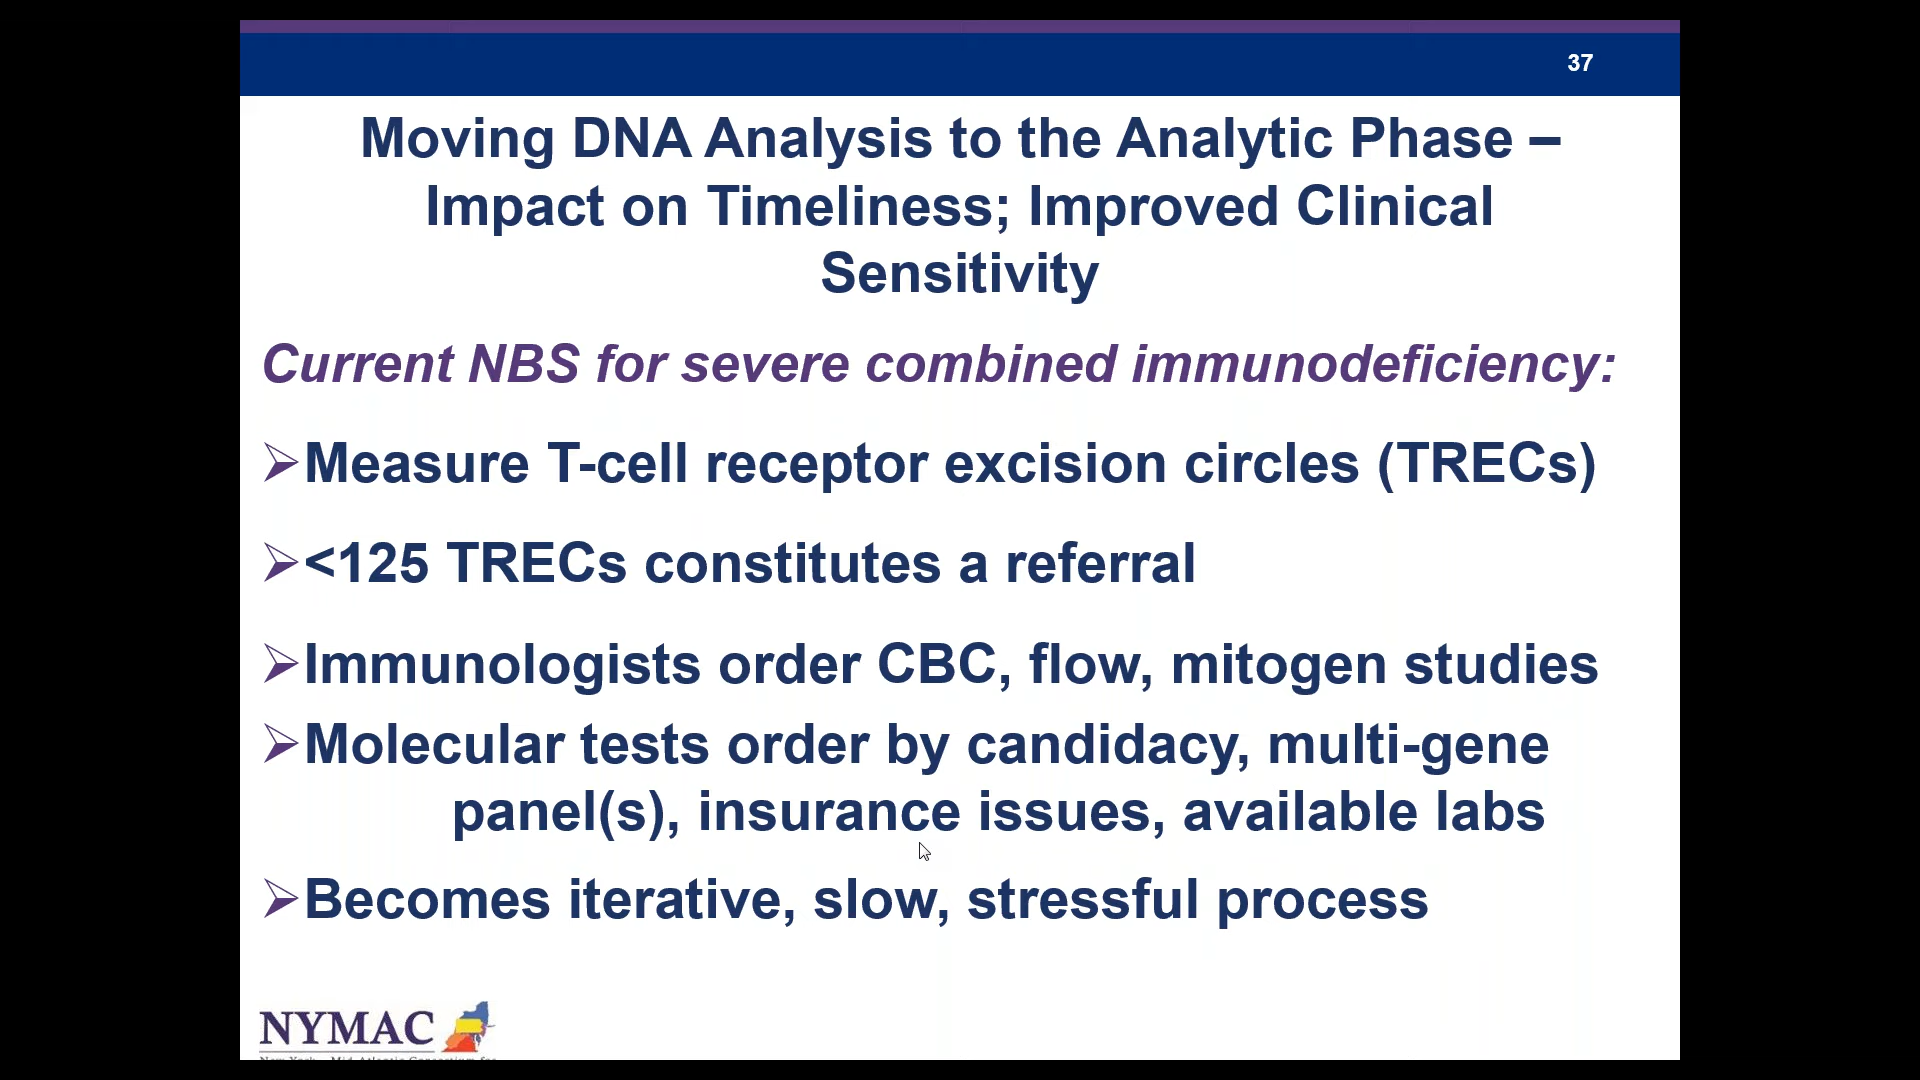 37
Moving DNA Analysis to the Analytic Phase –
Impact on Timeliness; Improved Clinical
Sensitivity
Current NBS for severe combined immunodeficiency:
➢Measure T-cell receptor excision circles (TRECs)
➢<125 TRECs constitutes a referral
➢Immunologists order CBC, flow, mitogen studies
➢Molecular tests order by candidacy, multi-gene
panel(s), insurance issues, available labs
➢Becomes iterative, slow, stressful process
NYMAC